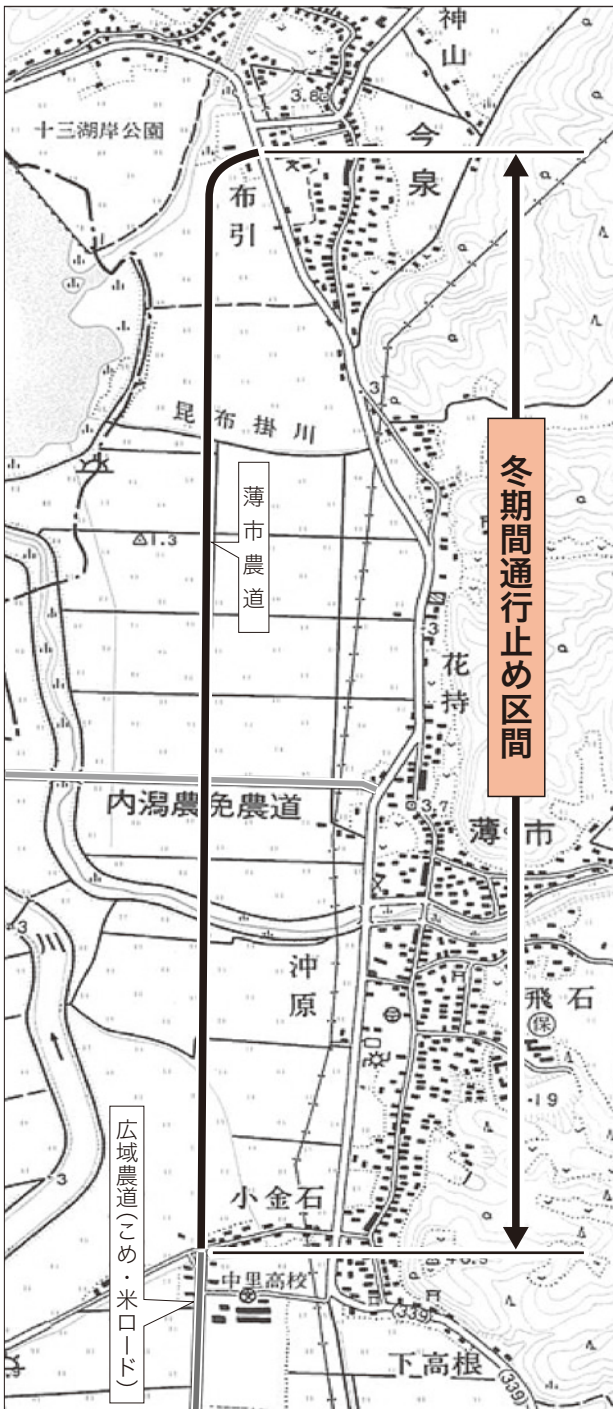 神山
3.8
十三湖岸公園
今泉
布引
3
昆布掛川
冬期間通行止め区間
薄市農道
1.3
3
花持
内潟農免農道
3.7
薄市
3
沖原
飛石
保
19
3
広域農道(こめ・米ロード)
小金石
中里高校
339
下高根
339